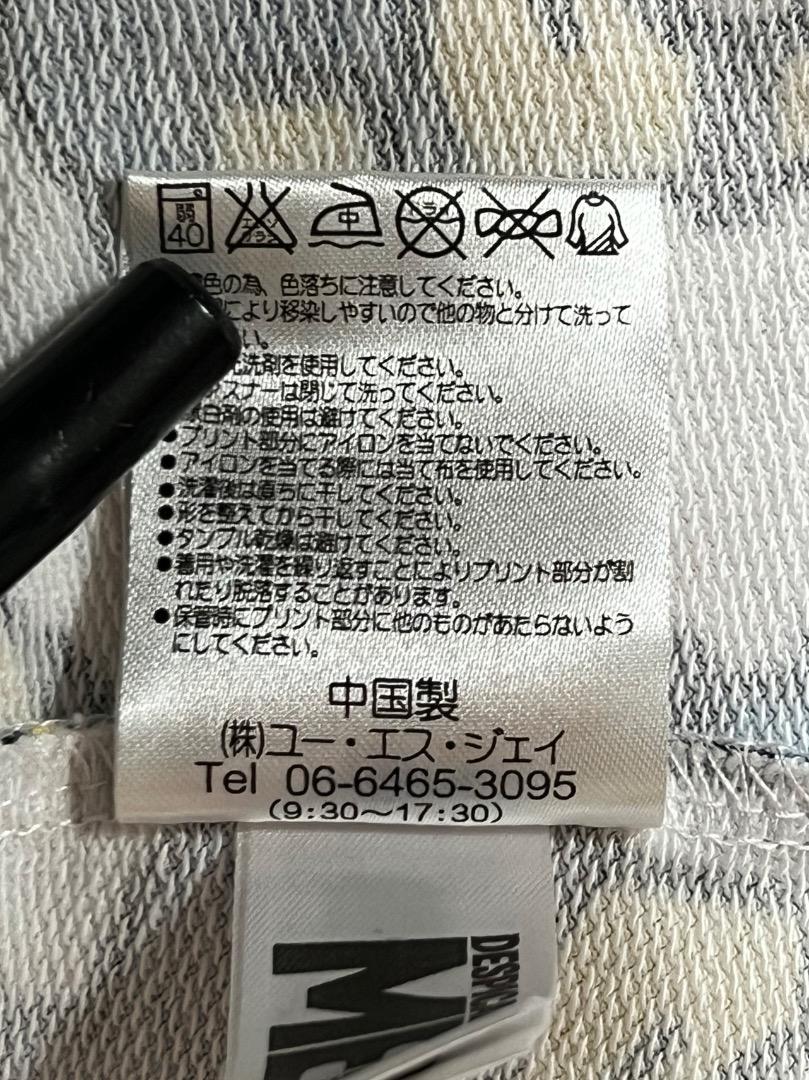 弱
40
エンソ
サラシ
中
ドライ
色の為、色落ちに注意してください。
により移染しやすいので他の物と分けて洗って
い。
洗剤を使用してください。
スナーは閉じて洗ってください。
白剤の使用は避けてください。
●プリント部分にアイロンを当てないでください。
●アイロンを当てる際には当て布を使用してください。
●洗濯後は直ちに干してください。
●形を整えてから干してください。
●タンブル乾燥は避けてください。
●着用や洗濯を繰り返すことによりプリント部分が割
れたり脱落することがあります。
●保管時にプリント部分に他のものがあたらないよう
にしてください。
中国製
(株)ユー・エス・ジェイ
Tel 06-6465-3095
(9:30〜17:30)
DESPICA
M